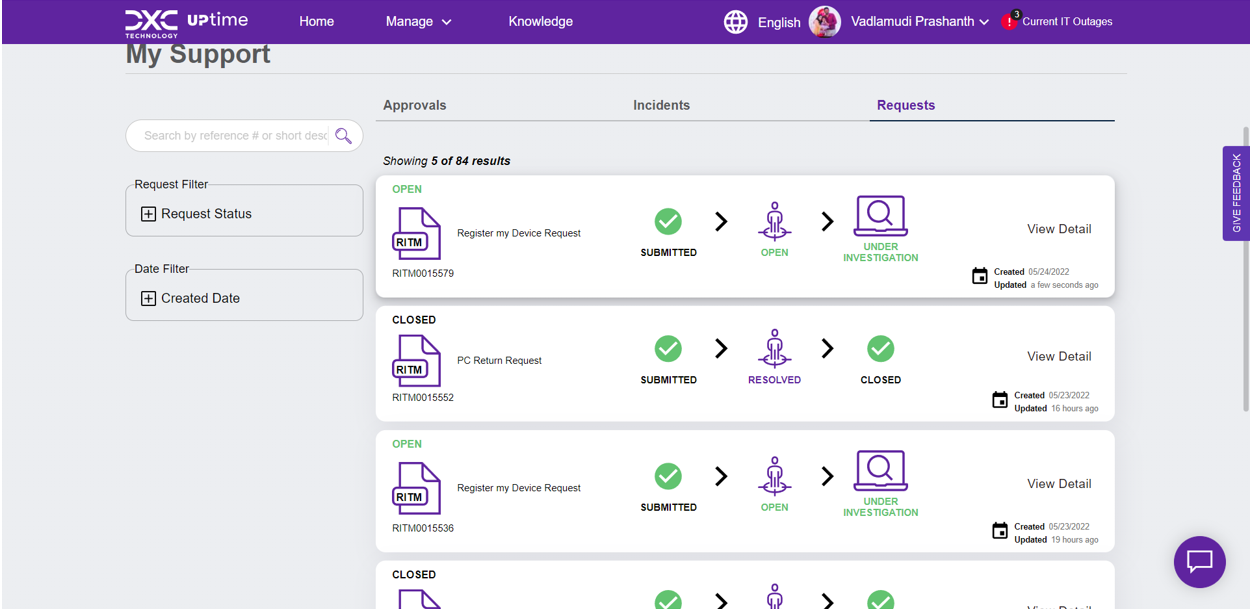 DXC
TECHNOLOGY
UPtime
Home
Manage
Knowledge
English
Vadlamudi Prashanth
3
!
Current IT Outages
My Support
Approvals
Incidents
Requests
Search by reference # or short desc
Showing 5 of 84 results
Request Filter
Request Status
Date Filter
Created Date
OPEN
RITM
Register my Device Request
RITM0015579
SUBMITTED
OPEN
UNDER
INVESTIGATION
View Detail
Created 05/24/2022
Updated a few seconds ago
CLOSED
RITM
PC Return Request
RITM0015552
SUBMITTED
RESOLVED
CLOSED
View Detail
Created 05/23/2022
Updated 16 hours ago
OPEN
RITM
Register my Device Request
RITM0015536
SUBMITTED
OPEN
UNDER
INVESTIGATION
View Detail
Created 05/23/2022
Updated 19 hours ago
CLOSED
View Detail
GIVE FEEDBACK